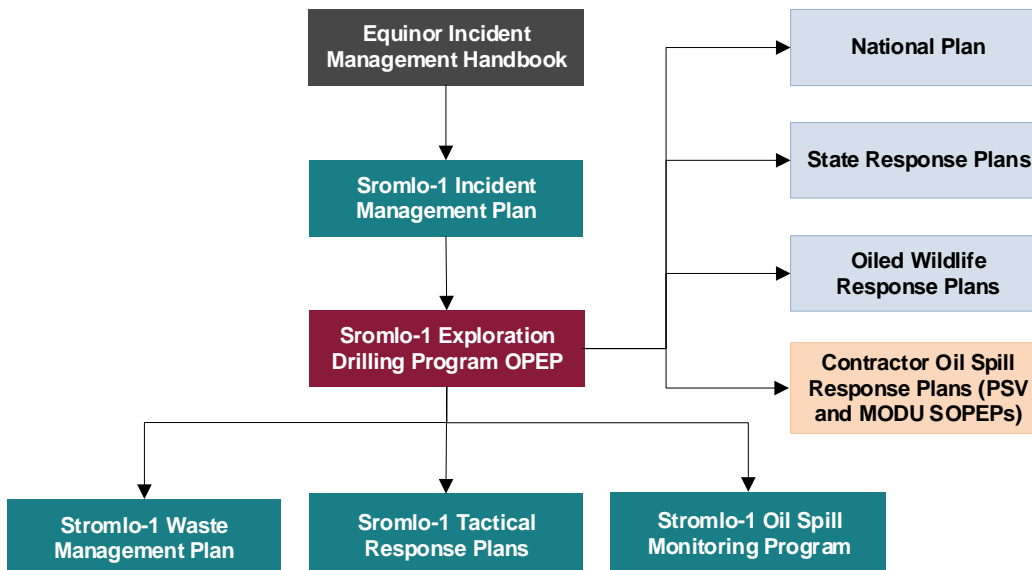 Equinor Incident
Management Handbook
National Plan
State Response Plans
Sromlo-1 Incident
Management Plan
Oiled Wildlife
Response Plans
Sromlo-1 Exploration
Drilling Program OPEP
Contractor Oil Spill
Response Plans (PSV
and MODU SOPEPs)
Stromlo-1 Waste
Management Plan
Sromlo-1 Tactical
Response Plans
Stromlo-1 Oil Spill
Monitoring Program